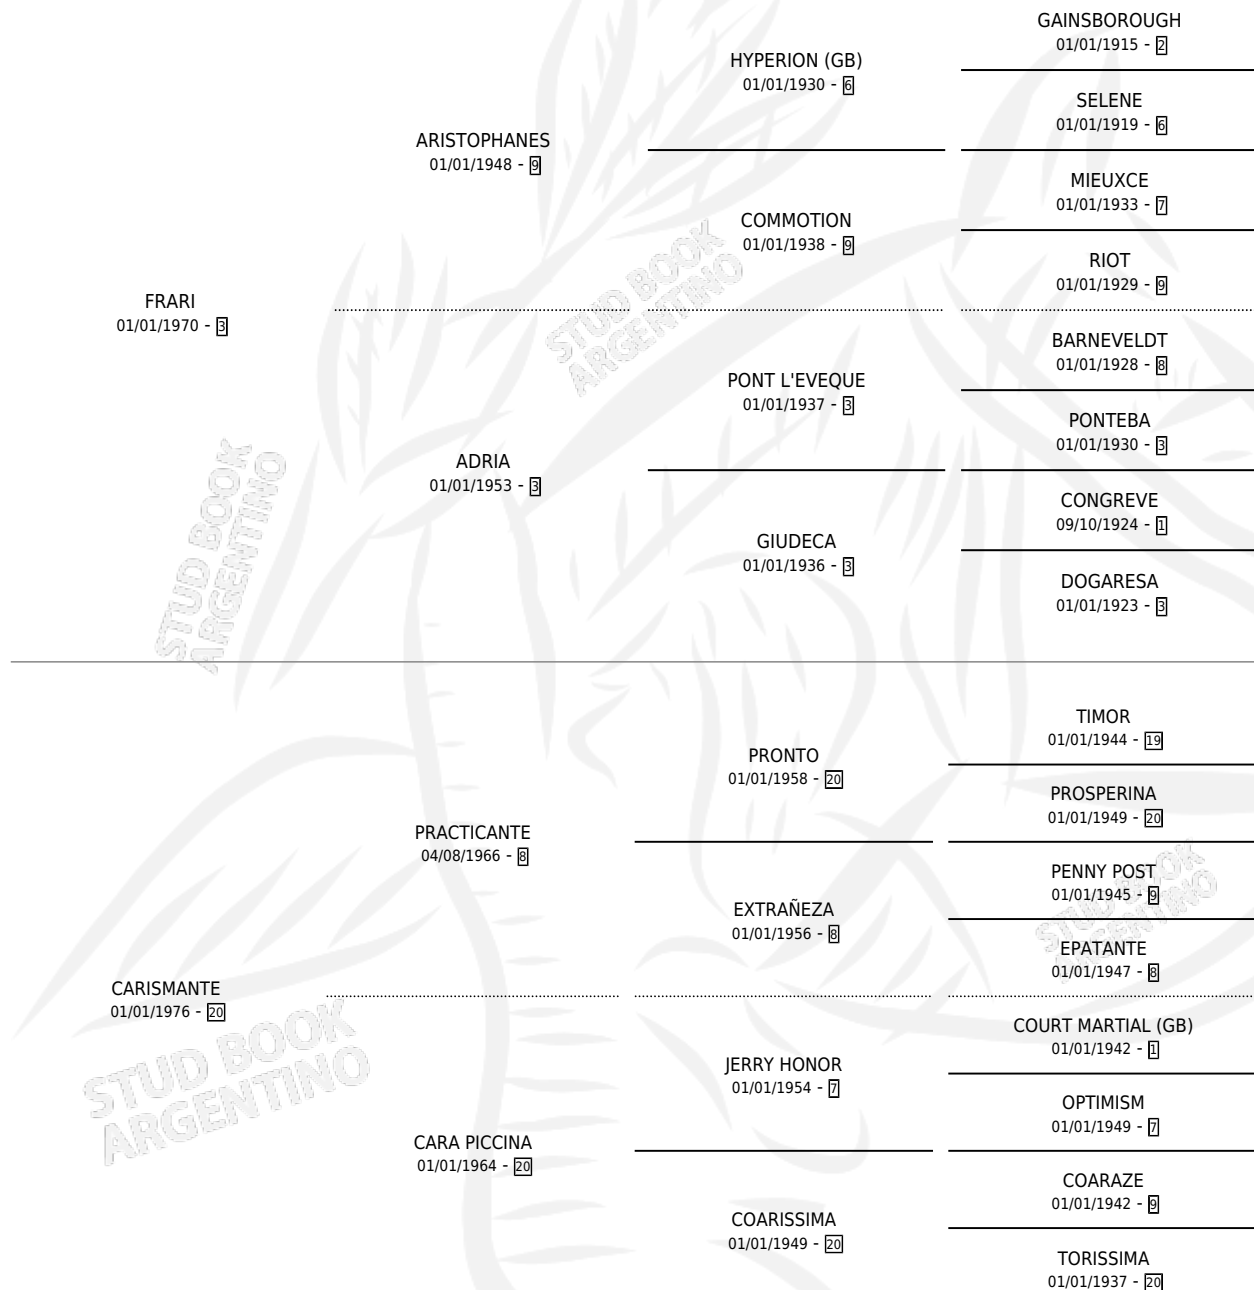 GAINSBOROUGH
01/01/1915 - 2
HYPERION (GB)
01/01/1930 - 6
SELENE
01/01/1919 - 6
ARISTOPHANES
01/01/1948 - 9
MIEUXCE
01/01/1933 - 7
COMMOTION
01/01/1938 - 9
RIOT
01/01/1929 - 9
FRARI
01/01/1970 - 3
BARNEVELDT
01/01/1928 - 8
PONT L'EVEQUE
01/01/1937 - 3
PONTEBA
01/01/1930 - 3
ADRIA
01/01/1953 - 3
CONGREVE
09/10/1924 - 1
GIUDECA
01/01/1936 - 3
DOGARESA
01/01/1923 - 3
TIMOR
01/01/1944 - 19
PRONTO
01/01/1958 - 20
PROSPERINA
01/01/1949 - 20
PRACTICANTE
04/08/1966 - 8
PENNY POST
01/01/1945 - 9
EXTRAÑEZA
01/01/1956 - 8
EPATANTE
01/01/1947 - 8
CARISMANTE
01/01/1976 - 20
COURT MARTIAL (GB)
01/01/1942 - 1
JERRY HONOR
01/01/1954 - 7
OPTIMISM
01/01/1949 - 7
CARA PICCINA
01/01/1964 - 20
COARAZE
01/01/1942 - 9
COARISSIMA
01/01/1949 - 20
TORISSIMA
01/01/1937 - 20
STUD BOOK
ARGENTINO
STUD BOOK
ARGENTINO
STUD BOOK
ARGENTINO
STUD BOOK
ARGENTINO